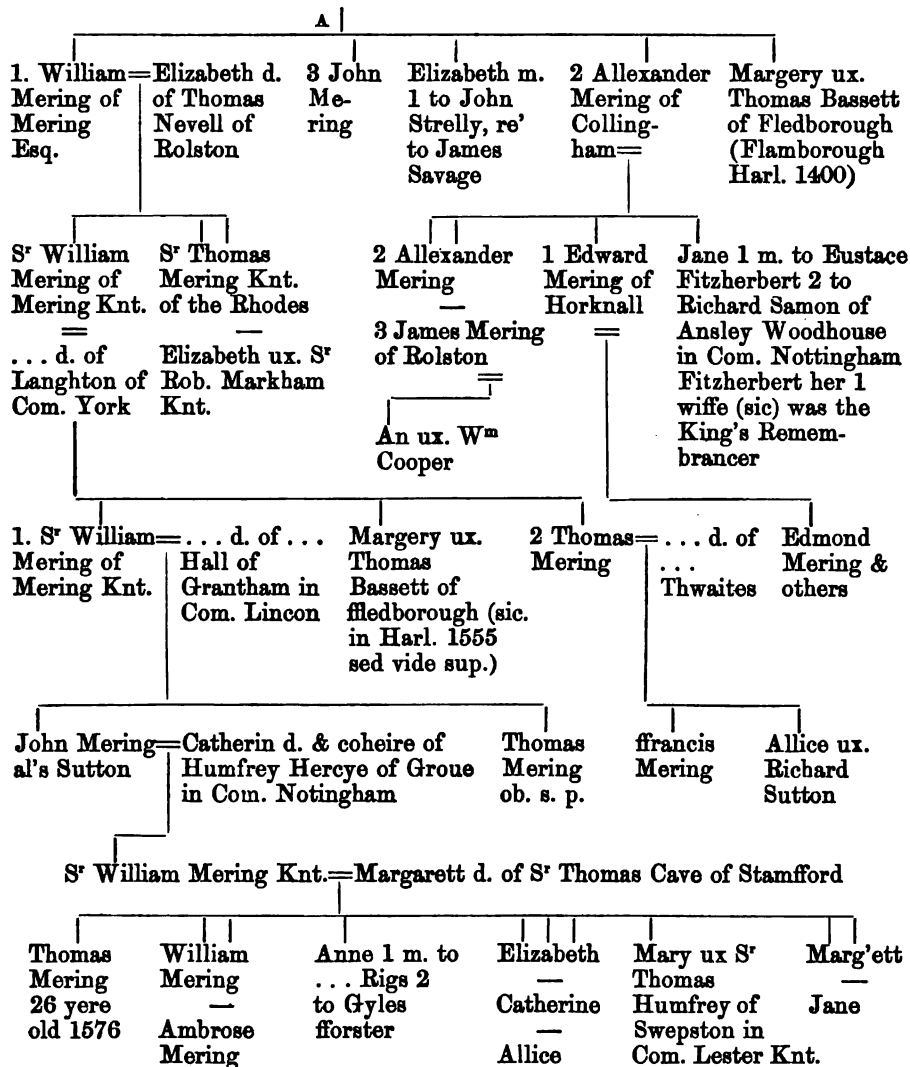 A
1. William=Elizabeth d.
Mering of
Mering
Esq.
of Thomas
Nevell of
Rolston
3 John
Me-
ring
Elizabeth m.
1 to John
Strelly, re'
to James
Savage
2 Allexander
Mering of
Colling-
ham=
Margery ux.
Thomas Bassett
of Fledborough
(Flamborough
Harl. 1400)
Sʳ William
Mering of
Mering Knt.
=
... d. of
Langhton of
Com. York
Sʳ Thomas
Mering Knt.
of the Rhodes
—
Elizabeth ux. Sʳ
Rob. Markham
Knt.
2 Allexander
Mering
—
3 James Mering
of Rolston
=
An ux. Wᵐ
Cooper
1 Edward
Mering of
Horknall
=
Jane 1 m. to Eustace
Fitzherbert 2 to
Richard Samon of
Ansley Woodhouse
in Com. Nottingham
Fitzherbert her 1
wiffe (sic) was the
King's Remem-
brancer
1. Sʳ William=... d. of ...
Mering of
Mering Knt.
Hall of
Grantham in
Com. Lincon
Margery ux.
Thomas
Bassett of
ffledborough (sic.
in Harl. 1555
sed vide sup.)
2 Thomas=... d. of
Mering
...
Thwaites
Edmond
Mering &
others
John Mering=Catherin d. & coheire of
al's Sutton
Humfrey Hercye of Groue
in Com. Notingham
Thomas
Mering
ob. s. p.
ffrancis
Mering
Allice ux.
Richard
Sutton
Sʳ William Mering Knt.=Margarett d. of Sʳ Thomas Cave of Stamfford
Thomas
Mering
26 yere
old 1576
William
Mering
—
Ambrose
Mering
Anne 1 m. to
... Rigs 2
to Gyles
fforster
Elizabeth
—
Catherine
—
Allice
Mary ux Sʳ
Thomas
Humfrey of
Swepston in
Com. Lester Knt.
Marg'ett
—
Jane